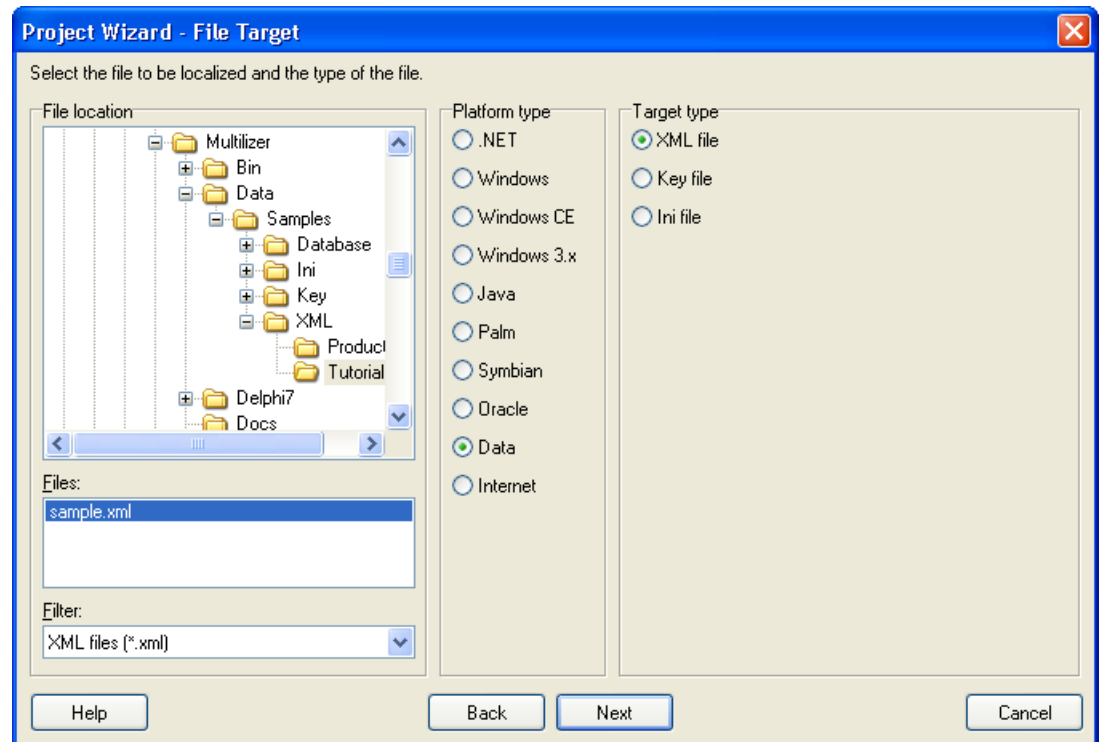 Project Wizard - File Target
Select the file to be localized and the type of the file.
File location
Multilizer
Bin
Data
Samples
Database
Ini
Key
XML
Product
Tutorial
Delphi7
Docs
Files:
sample.xml
Filter:
XML files (*.xml)
Platform type
.NET
Windows
Windows CE
Windows 3.x
Java
Palm
Symbian
Oracle
Data
Internet
Target type
XML file
Key file
Ini file
Help
Back
Next
Cancel